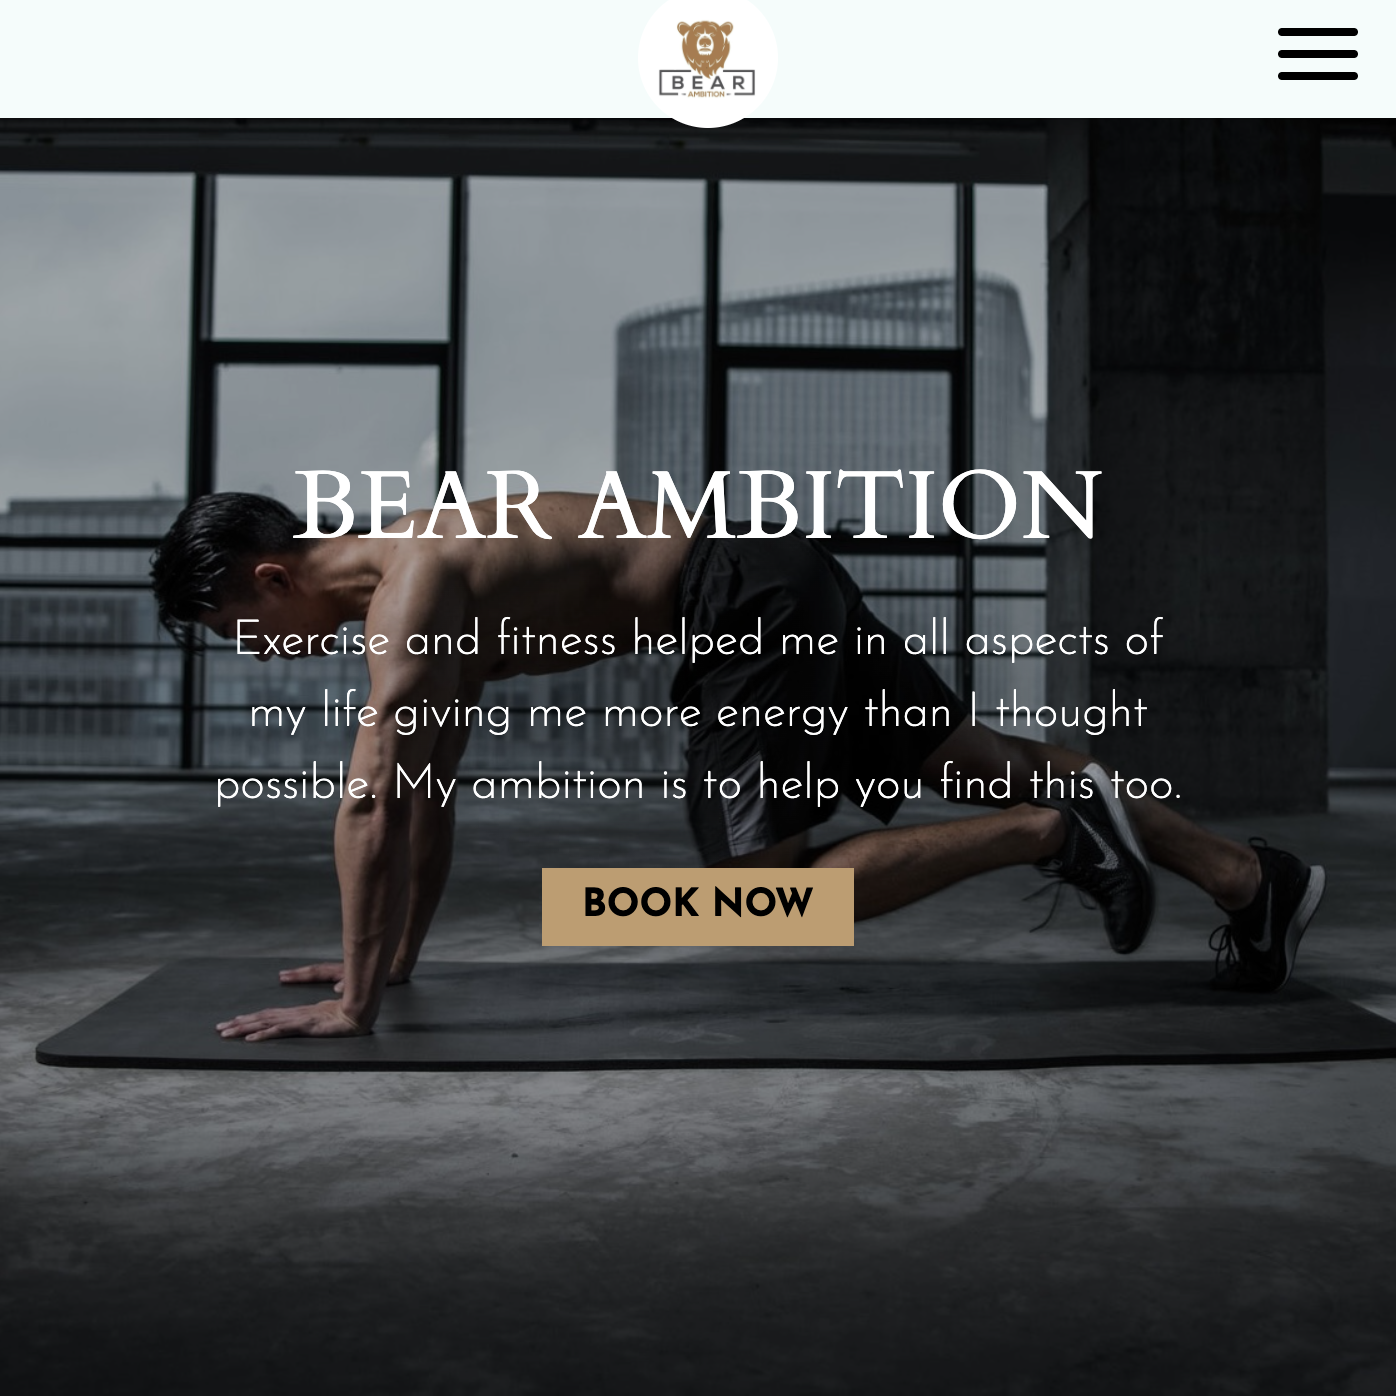 BEAR
AMBITION
BEAR AMBITION
Exercise and fitness helped me in all aspects of
my life giving me more energy than I thought
possible. My ambition is to help you find this too.
BOOK NOW